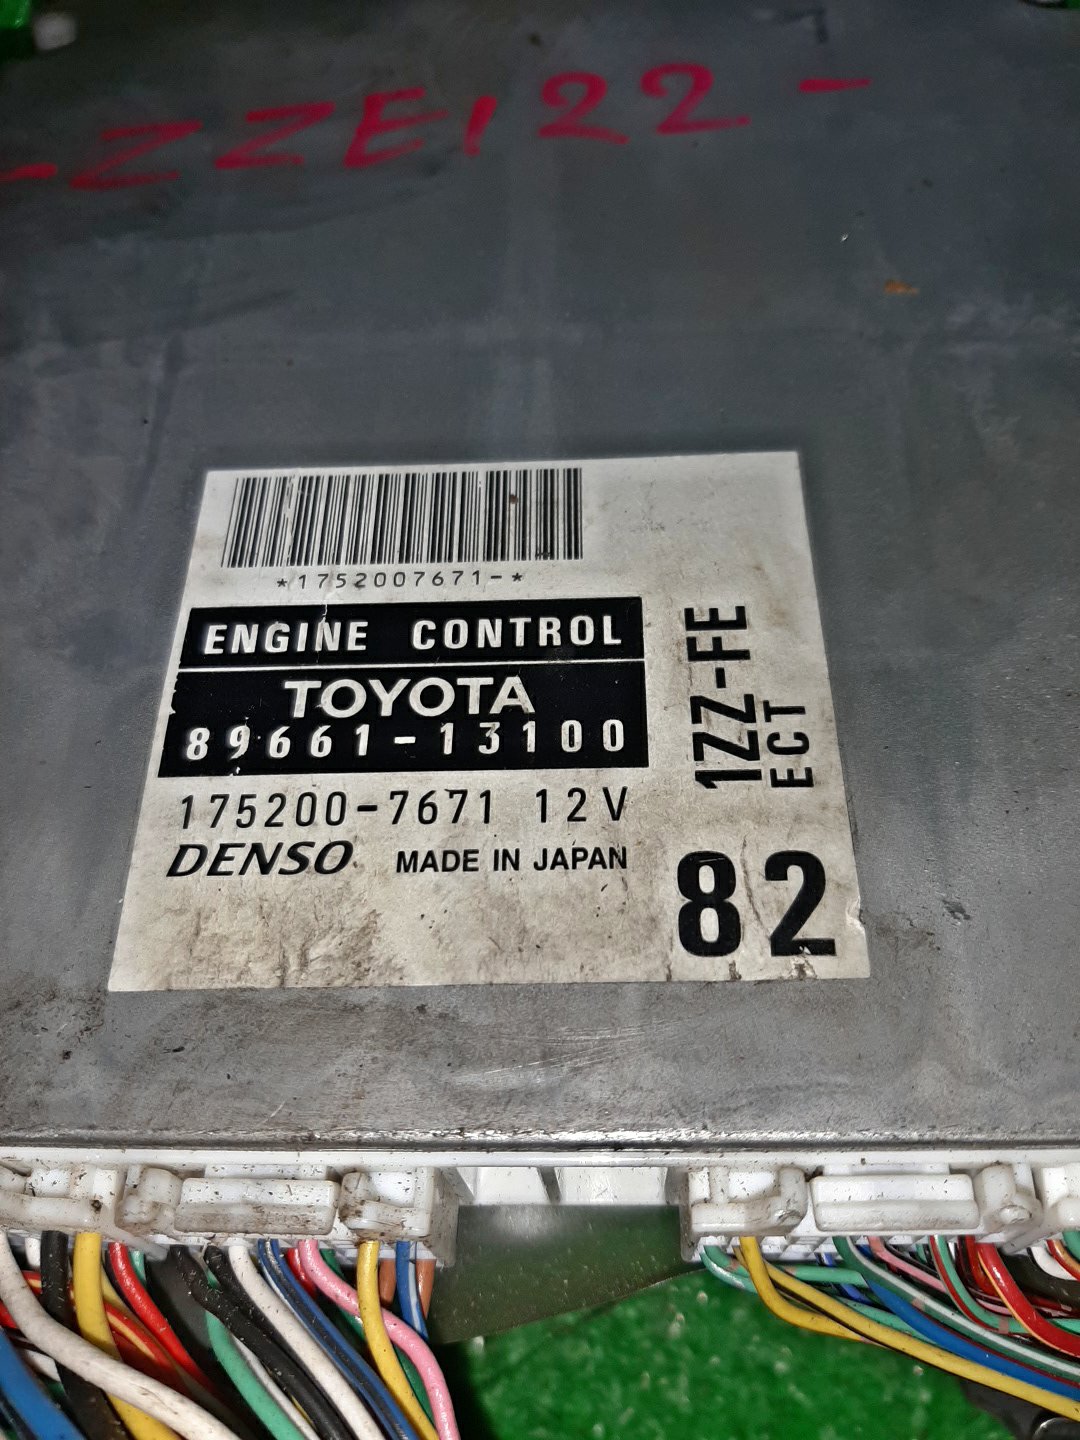 -ZZE122-
*1752007671-*
ENGINE CONTROL
TOYOTA
89661-13100
175200-7671 12V
DENSO MADE IN JAPAN
1ZZ-FE
ECT
82